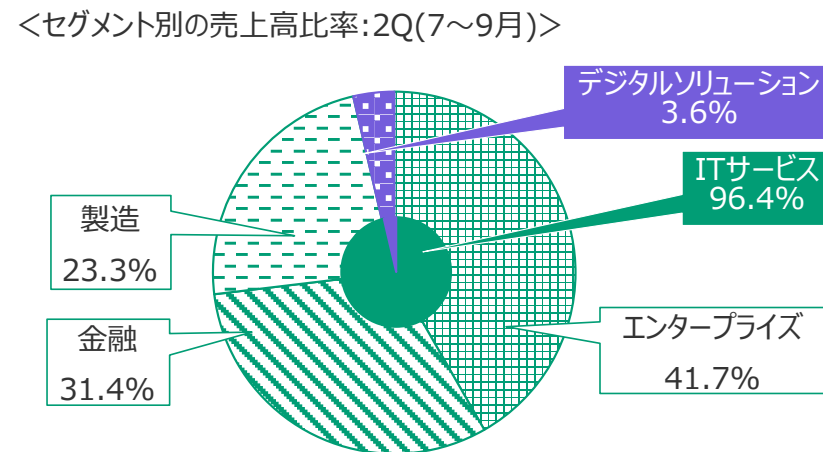 ＜セグメント別の売上高比率:2Q(7～9月)＞
デジタルソリューション
3.6%
ITサービス
96.4%
製造
23.3%
金融
31.4%
エンタープライズ
41.7%